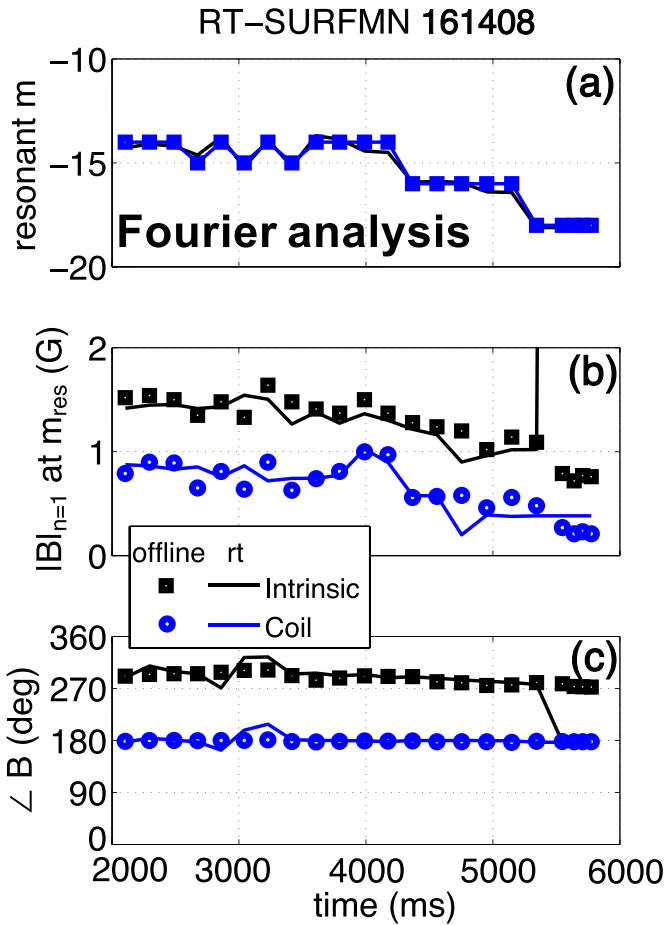 RT−SURFMN 161408
(a)
−10
−15
−20
resonant m
Fourier analysis
(b)
2
1
0
|B|n=1 at mres (G)
offline rt
Intrinsic
Coil
(c)
360
270
180
90
0
∠ B (deg)
2000 3000 4000 5000 6000
time (ms)